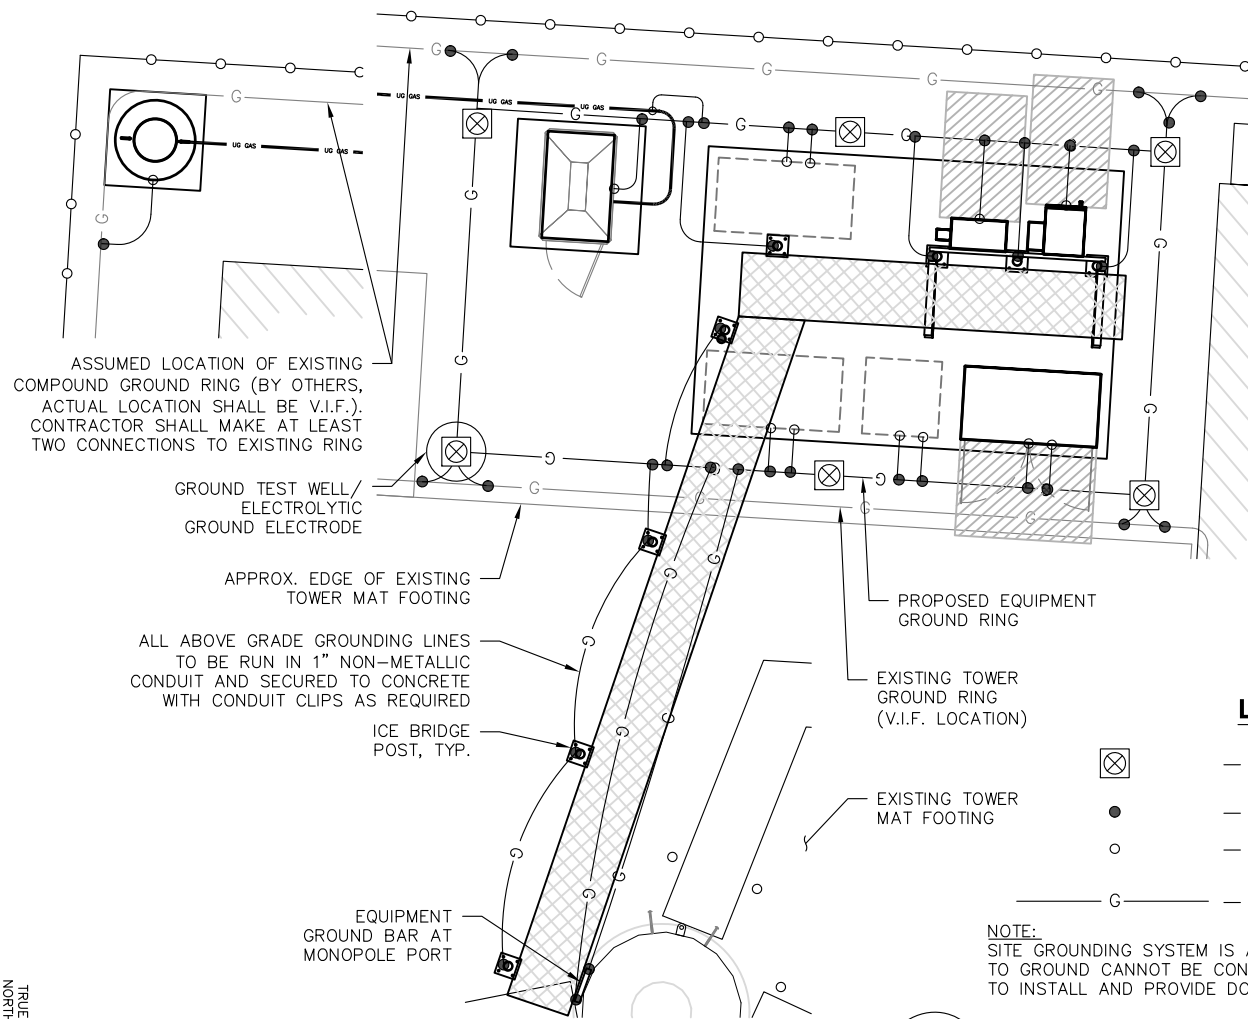 G
G
G
G
G
G
UG GAS
UG GAS
UG GAS
G
G
G
G
UG GAS
UG GAS
G
G
G
G
G
ASSUMED LOCATION OF EXISTING
COMPOUND GROUND RING (BY OTHERS,
ACTUAL LOCATION SHALL BE V.I.F.).
CONTRACTOR SHALL MAKE AT LEAST
TWO CONNECTIONS TO EXISTING RING
G
G
G
G
G
G
G
GROUND TEST WELL/
ELECTROLYTIC
GROUND ELECTRODE
APPROX. EDGE OF EXISTING
TOWER MAT FOOTING
G
G
PROPOSED EQUIPMENT
GROUND RING
ALL ABOVE GRADE GROUNDING LINES
TO BE RUN IN 1" NON-METALLIC
CONDUIT AND SECURED TO CONCRETE
WITH CONDUIT CLIPS AS REQUIRED
G
EXISTING TOWER
GROUND RING
(V.I.F. LOCATION)
ICE BRIDGE
POST, TYP.
G
G
L
EXISTING TOWER
MAT FOOTING
G
G
G
G
EQUIPMENT
GROUND BAR AT
MONOPOLE PORT
NOTE:
SITE GROUNDING SYSTEM IS
TO GROUND CANNOT BE CON
TO INSTALL AND PROVIDE DO
TRUE
NORTH